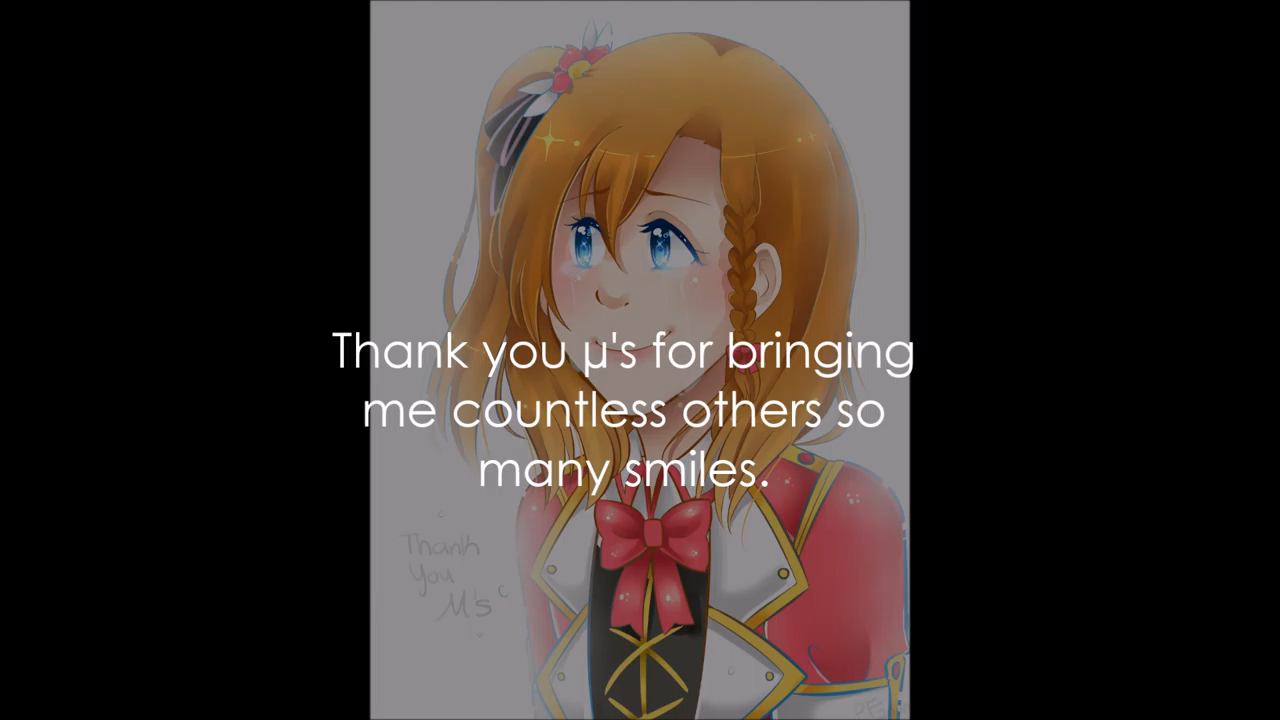 Thank you μ's for bringing
me countless others so
many smiles.
Thank
You
M's